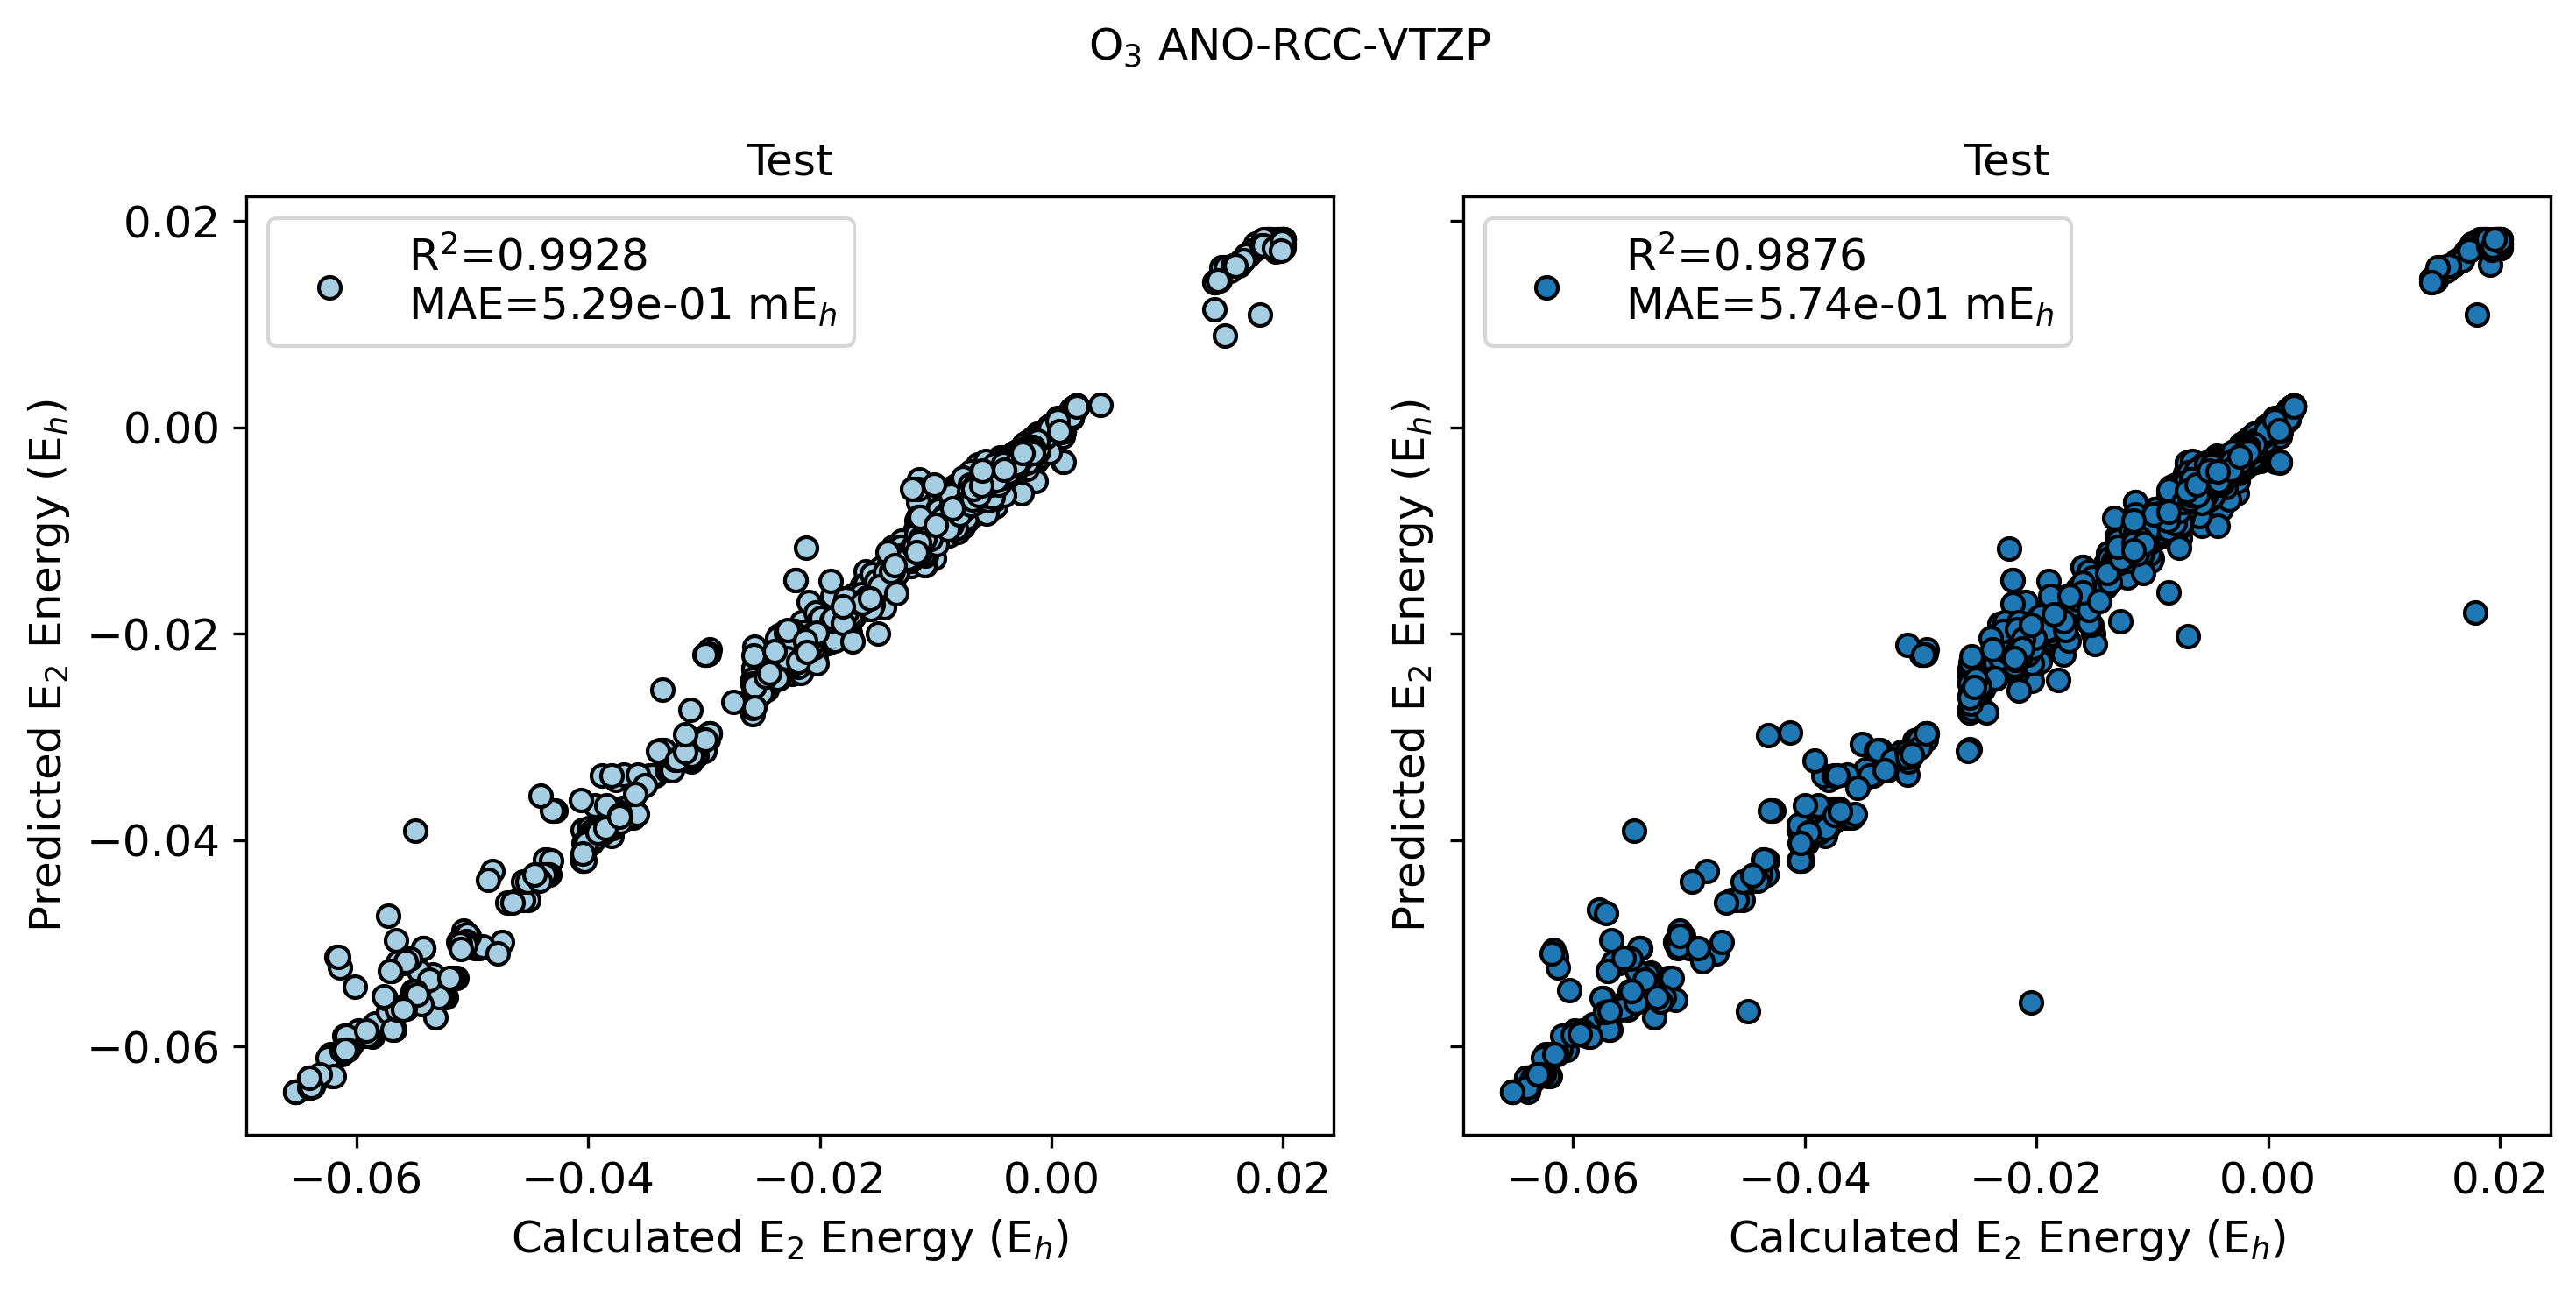 O₃ ANO-RCC-VTZP
Test
R²=0.9928
MAE=5.29e-01 mEₕ
0.02
0.00
−0.02
−0.04
−0.06
Predicted E₂ Energy (Eₕ)
−0.06 −0.04 −0.02 0.00 0.02
Calculated E₂ Energy (Eₕ)
Test
R²=0.9876
MAE=5.74e-01 mEₕ
Predicted E₂ Energy (Eₕ)
−0.06 −0.04 −0.02 0.00 0.02
Calculated E₂ Energy (Eₕ)